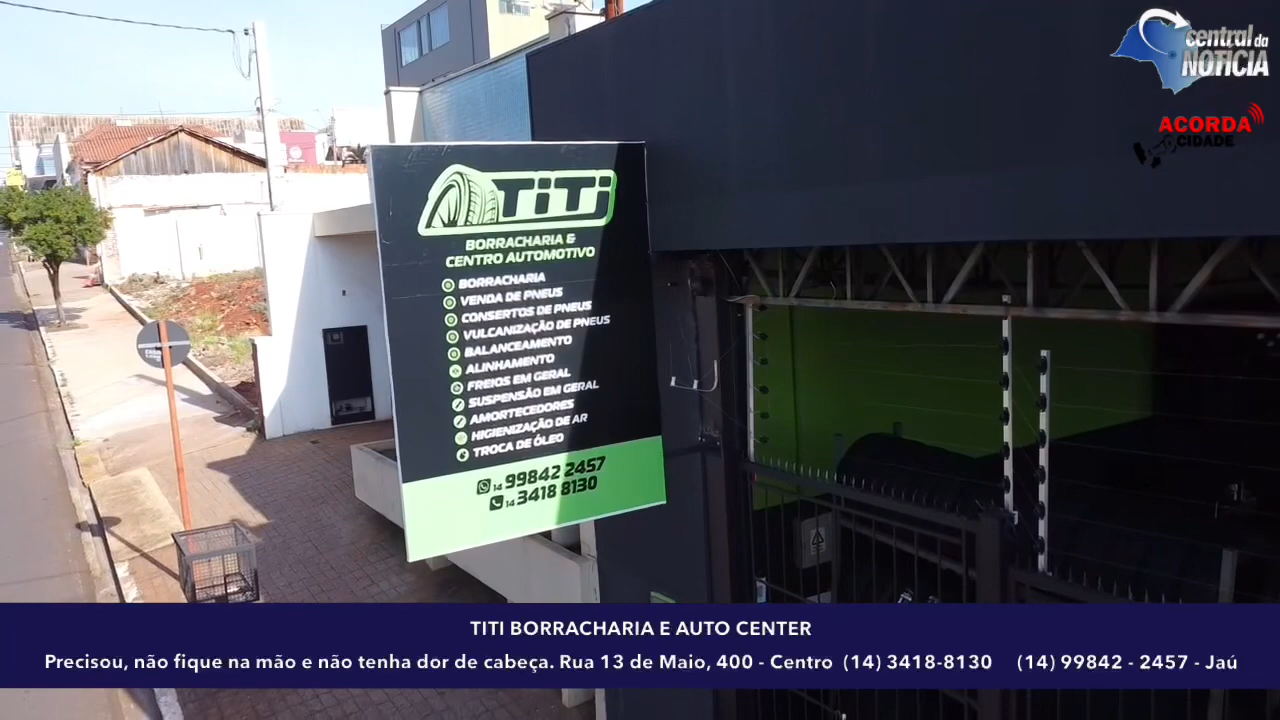 central da
NOTÍCIA
ACORDA
CIDADE
TiTi
BORRACHARIA &
CENTRO AUTOMOTIVO
BORRACHARIA
VENDA DE PNEUS
CONSERTOS DE PNEUS
VULCANIZAÇÃO DE PNEUS
BALANCEAMENTO
ALINHAMENTO
FREIOS EM GERAL
SUSPENSÃO EM GERAL
AMORTECEDORES
HIGIENIZAÇÃO DE AR
TROCA DE ÓLEO
14 99842 2457
14 3418 8130
TITI BORRACHARIA E AUTO CENTER
Precisou, não fique na mão e não tenha dor de cabeça. Rua 13 de Maio, 400 - Centro (14) 3418-8130 (14) 99842 - 2457 - Jaú